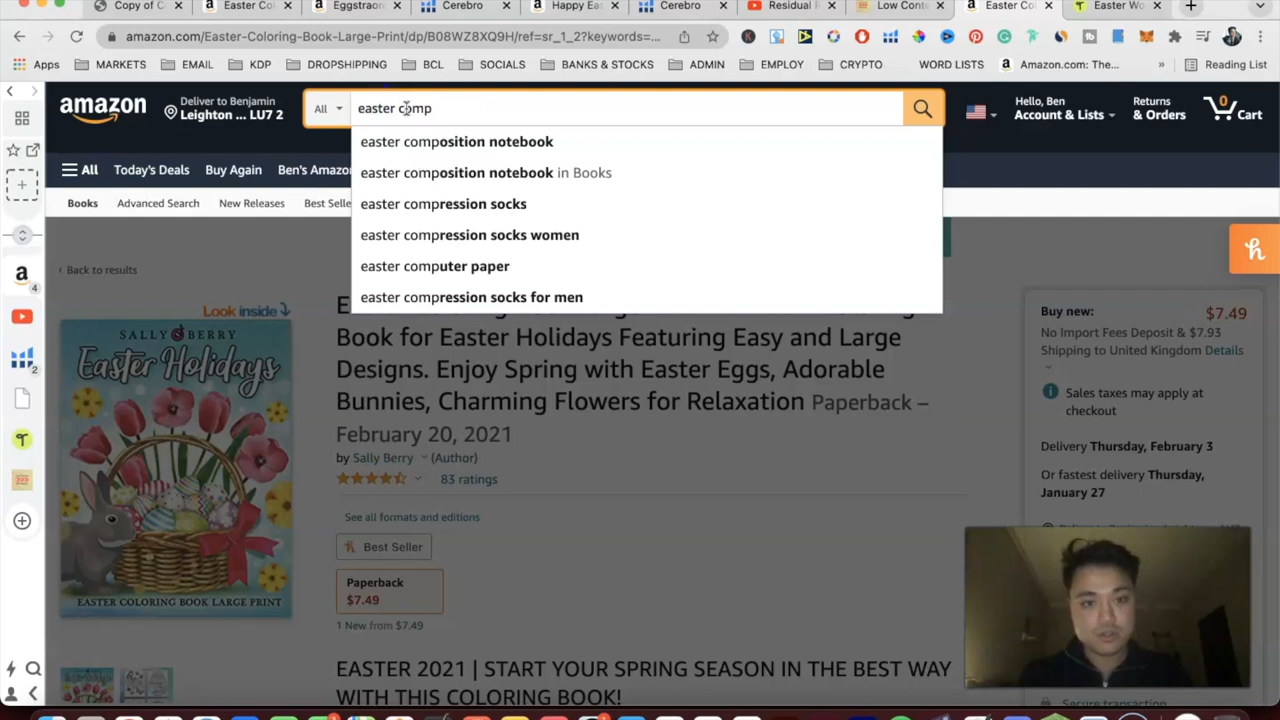 Copy of C
Easter Co
Eggstraor
Cerebro
Happy Eas
Cerebro
Residual R
Low Conte
Easter Co
Easter Wo
amazon.com/Easter-Coloring-Book-Large-Print/dp/B08WZ8XQ9H/ref=sr_1_2?keywords=...
Apps
MARKETS
EMAIL
KDP
DROPSHIPPING
BCL
SOCIALS
BANKS & STOCKS
ADMIN
EMPLOY
CRYPTO
WORD LISTS
Amazon.com: The...
»
Reading List
amazon
Deliver to Benjamin
Leighton ... LU7 2
All
easter comp
Hello, Ben
Account & Lists
Returns
& Orders
0
Cart
easter composition notebook
easter composition notebook in Books
easter compression socks
easter compression socks women
easter computer paper
easter compression socks for men
All
Today's Deals
Buy Again
Ben's Amazo
Books
Advanced Search
New Releases
Best Selle
‹ Back to results
Look inside
SALLY BERRY
Easter Holidays
EASTER COLORING BOOK LARGE PRINT
Book for Easter Holidays Featuring Easy and Large
Designs. Enjoy Spring with Easter Eggs, Adorable
Bunnies, Charming Flowers for Relaxation Paperback –
February 20, 2021
by Sally Berry (Author)
83 ratings
See all formats and editions
Best Seller
Paperback
$7.49
1 New from $7.49
EASTER 2021 | START YOUR SPRING SEASON IN THE BEST WAY
WITH THIS COLORING BOOK!
Buy new:
$7.49
No Import Fees Deposit & $7.93
Shipping to United Kingdom Details
Sales taxes may apply at
checkout
Delivery Thursday, February 3
Or fastest delivery Thursday,
January 27
Secure transaction
4
2